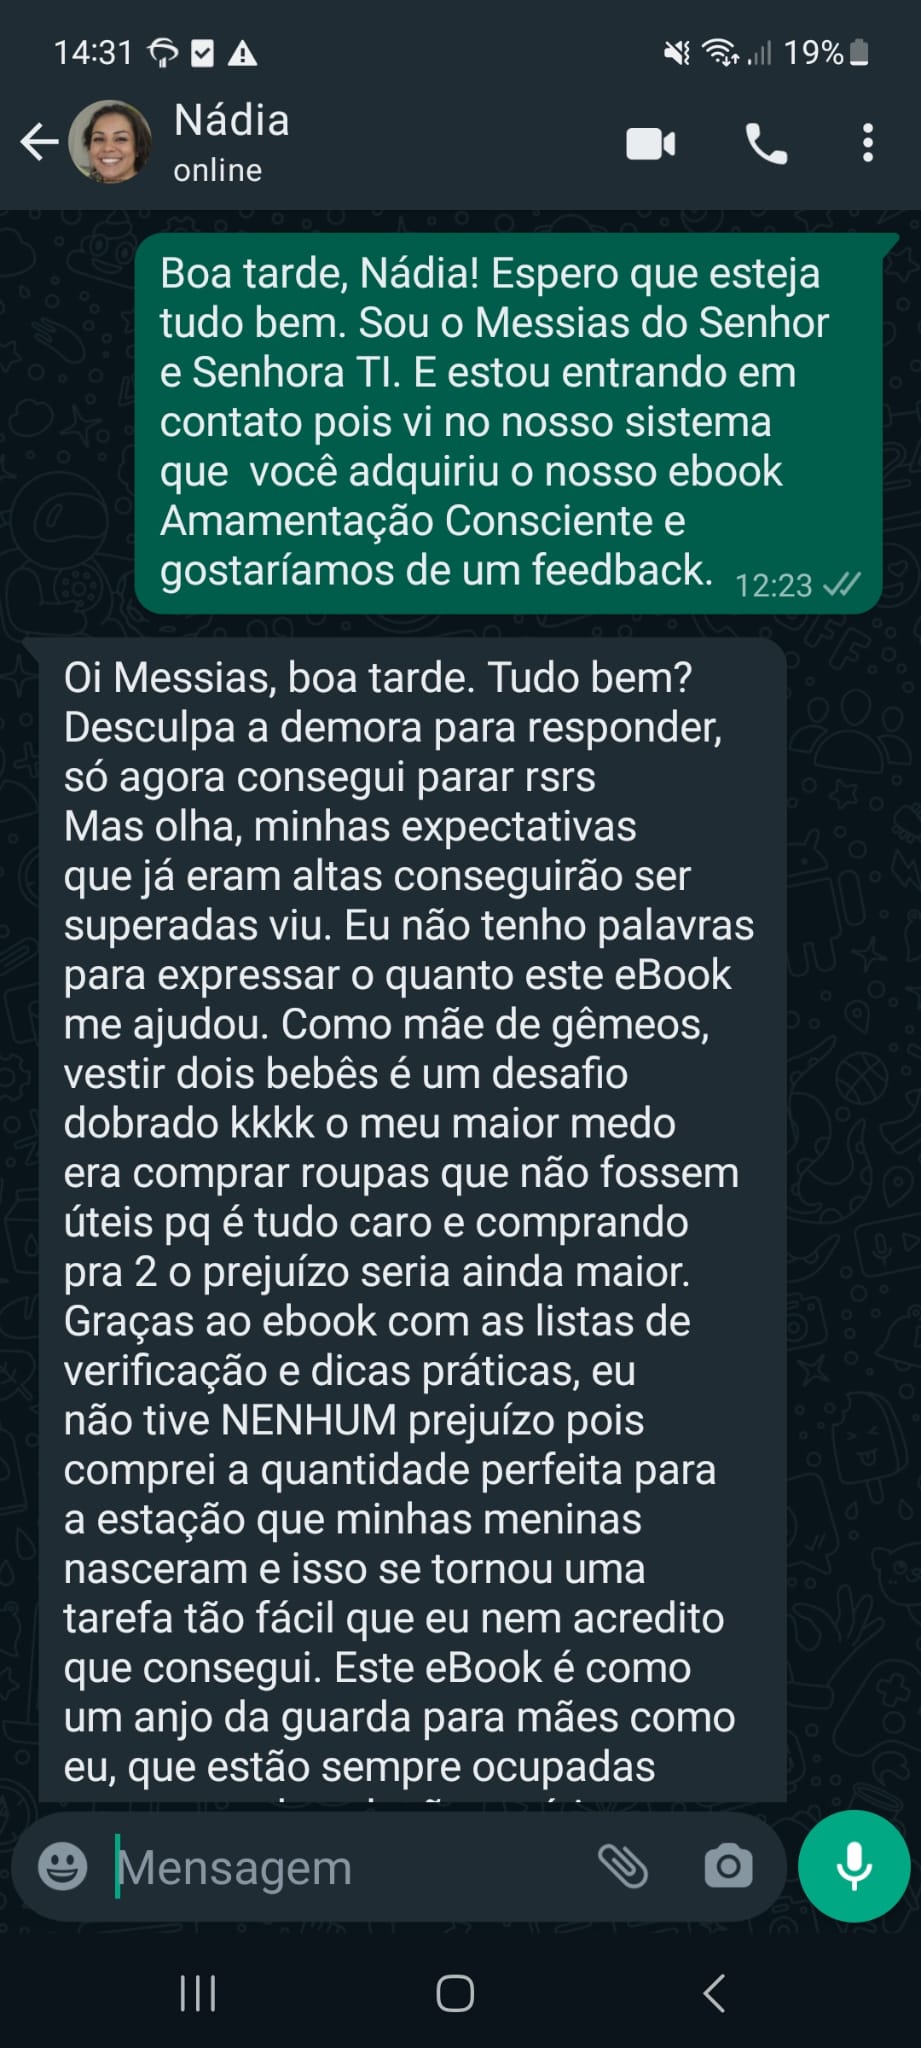 14:31
19%
Nádia
online
Boa tarde, Nádia! Espero que esteja
tudo bem. Sou o Messias do Senhor
e Senhora TI. E estou entrando em
contato pois vi no nosso sistema
que  você adquiriu o nosso ebook
Amamentação Consciente e
gostaríamos de um feedback.
12:23
Oi Messias, boa tarde. Tudo bem?
Desculpa a demora para responder,
só agora consegui parar rsrs
Mas olha, minhas expectativas
que já eram altas conseguirão ser
superadas viu. Eu não tenho palavras
para expressar o quanto este eBook
me ajudou. Como mãe de gêmeos,
vestir dois bebês é um desafio
dobrado kkkk o meu maior medo
era comprar roupas que não fossem
úteis pq é tudo caro e comprando
pra 2 o prejuízo seria ainda maior.
Graças ao ebook com as listas de
verificação e dicas práticas, eu
não tive NENHUM prejuízo pois
comprei a quantidade perfeita para
a estação que minhas meninas
nasceram e isso se tornou uma
tarefa tão fácil que eu nem acredito
que consegui. Este eBook é como
um anjo da guarda para mães como
eu, que estão sempre ocupadas
Mensagem